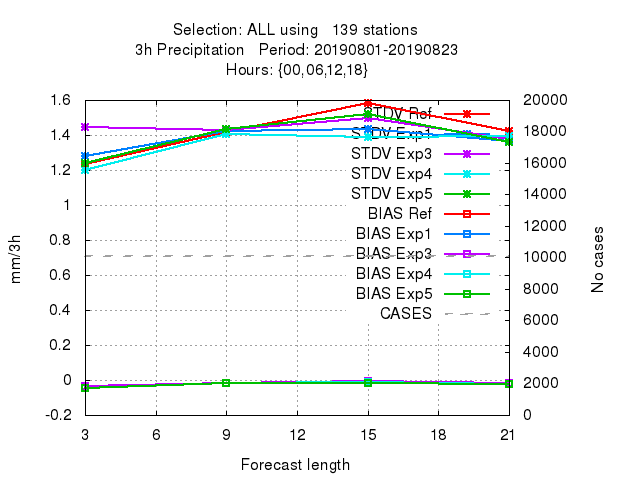 Selection: ALL using   139 stations
3h Precipitation   Period: 20190801-20190823
Hours: {00,06,12,18}
1.6
1.4
1.2
1
0.8
0.6
0.4
0.2
0
-0.2
mm/3h
STDV Ref
STDV Exp1
STDV Exp3
STDV Exp4
STDV Exp5
BIAS Ref
BIAS Exp1
BIAS Exp3
BIAS Exp4
BIAS Exp5
CASES
20000
18000
16000
14000
12000
10000
8000
6000
4000
2000
0
No cases
3 6 9 12 15 18 21
Forecast length